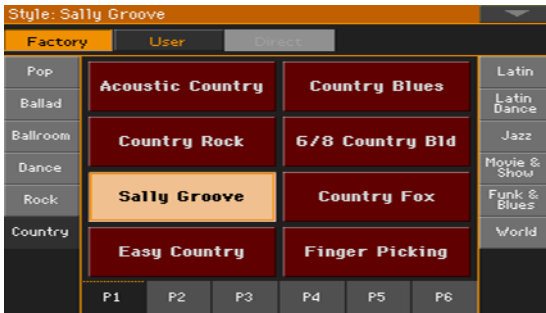 Style: Sally Groove
Factory User Direct
Pop
Ballad
Ballroom
Dance
Rock
Country
Acoustic Country
Country Blues
Country Rock
6/8 Country Bld
Sally Groove
Country Fox
Easy Country
Finger Picking
Latin
Latin
Dance
Jazz
Movie &
Show
Funk &
Blues
World
P1 P2 P3 P4 P5 P6